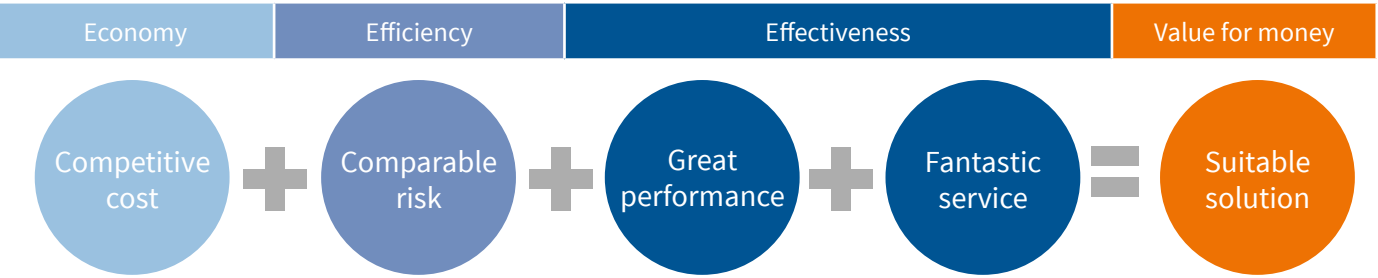 Economy
Efficiency
Effectiveness
Value for money
Competitive
cost
Comparable
risk
Great
performance
Fantastic
service
Suitable
solution